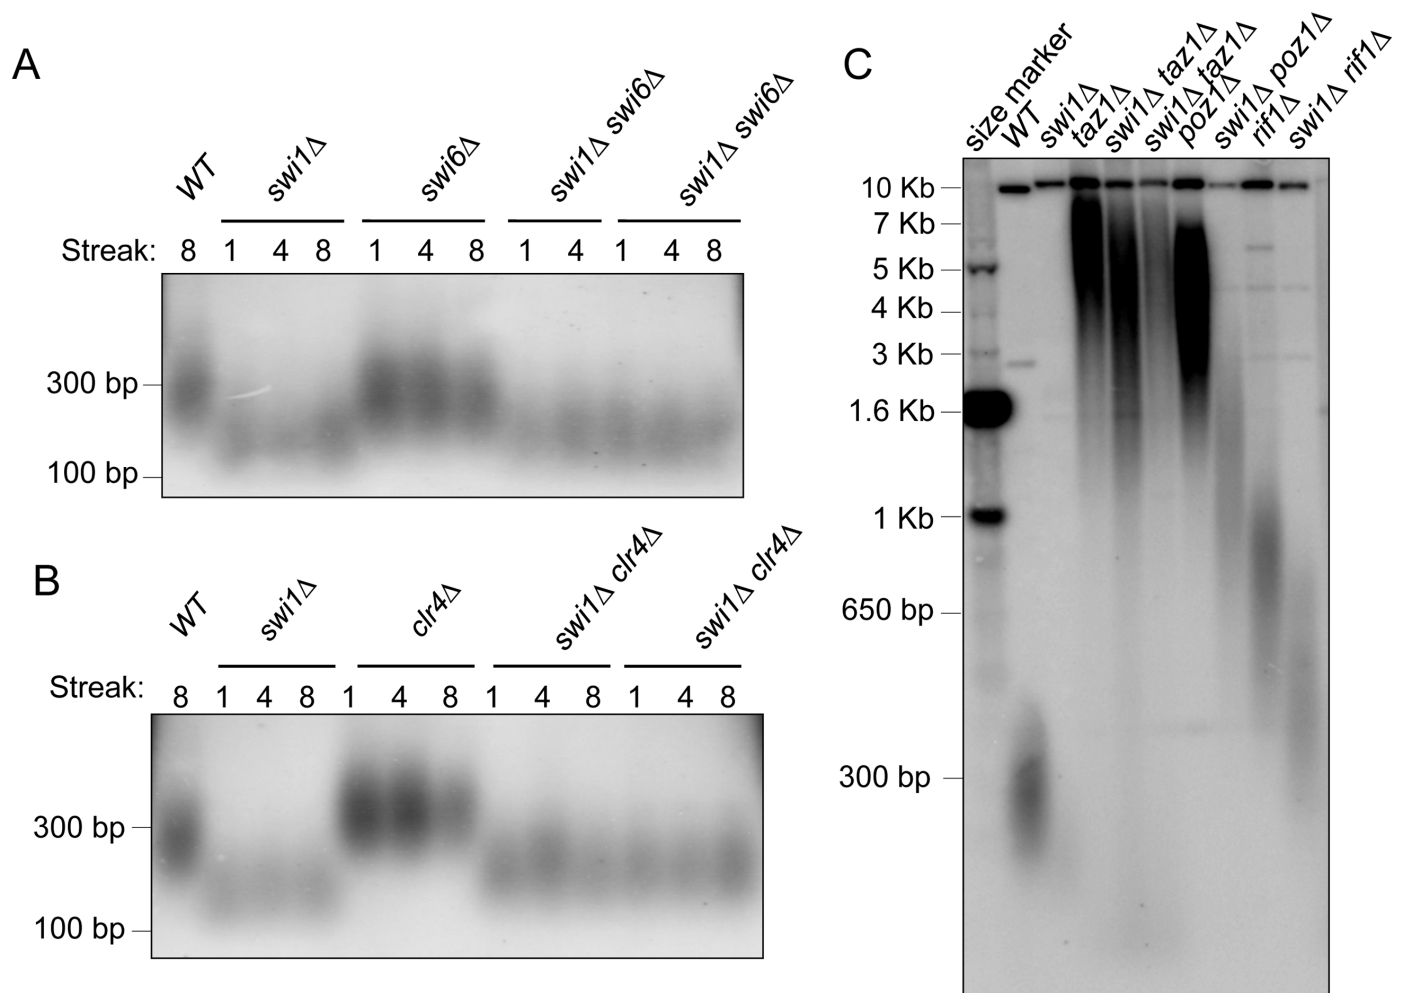 A
WT
swi1Δ
swi6Δ
swi1Δ swi6Δ
swi1Δ swi6Δ
Streak: 8 1 4 8 1 4 8 1 4 1 4 8
300 bp
100 bp
B
WT
swi1Δ
clr4Δ
swi1Δ clr4Δ
swi1Δ clr4Δ
Streak: 8 1 4 8 1 4 8 1 4 8 1 4 8
300 bp
100 bp
C
size marker
WT
swi1Δ
taz1Δ
swi1Δ taz1Δ
swi1Δ taz1Δ
poz1Δ
swi1Δ poz1Δ
rif1Δ
swi1Δ rif1Δ
10 Kb
7 Kb
5 Kb
4 Kb
3 Kb
1.6 Kb
1 Kb
650 bp
300 bp